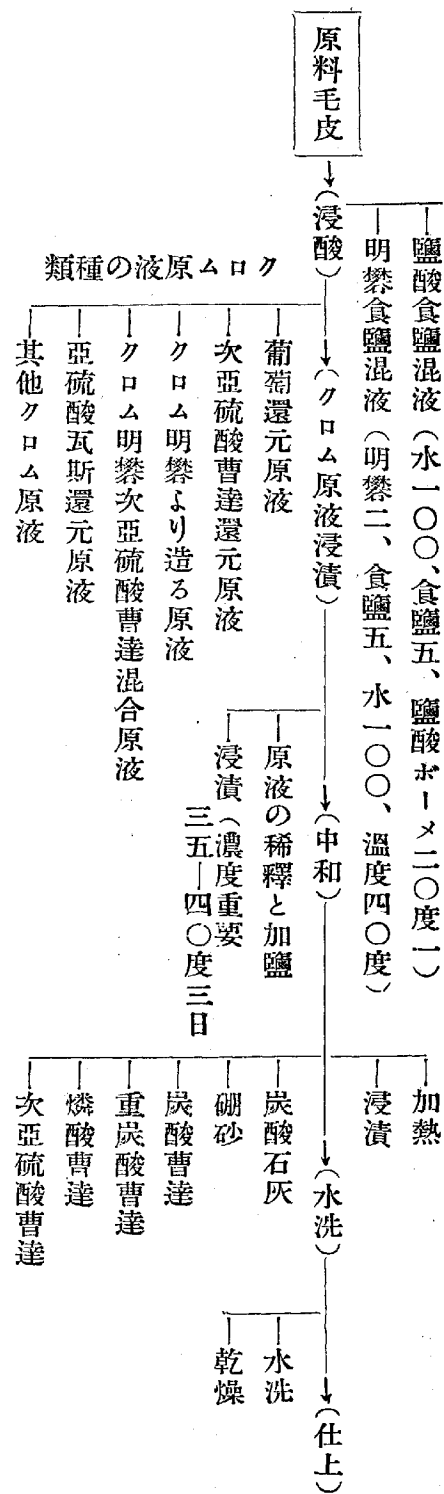 原料毛皮
(浸酸)
鹽酸食鹽混液(水一〇〇、食鹽五、鹽酸ボーメ二〇度一)
明礬食鹽混液(明礬二、食鹽五、水一〇〇、溫度四〇度)
(クロム原液浸漬)
類種の液原ムロク
葡萄還元原液
次亞硫酸曹達還元原液
クロム明礬より造る原液
クロム明礬次亞硫酸曹達混合原液
亞硫酸瓦斯還元原液
其他クロム原液
(中和)
原液の稀釋と加鹽
浸漬(濃度重要
三五—四〇度三日
(水洗)
加熱
浸漬
炭酸石灰
硼砂
炭酸曹達
重炭酸曹達
燐酸曹達
次亞硫酸曹達
(仕上)
水洗
乾燥